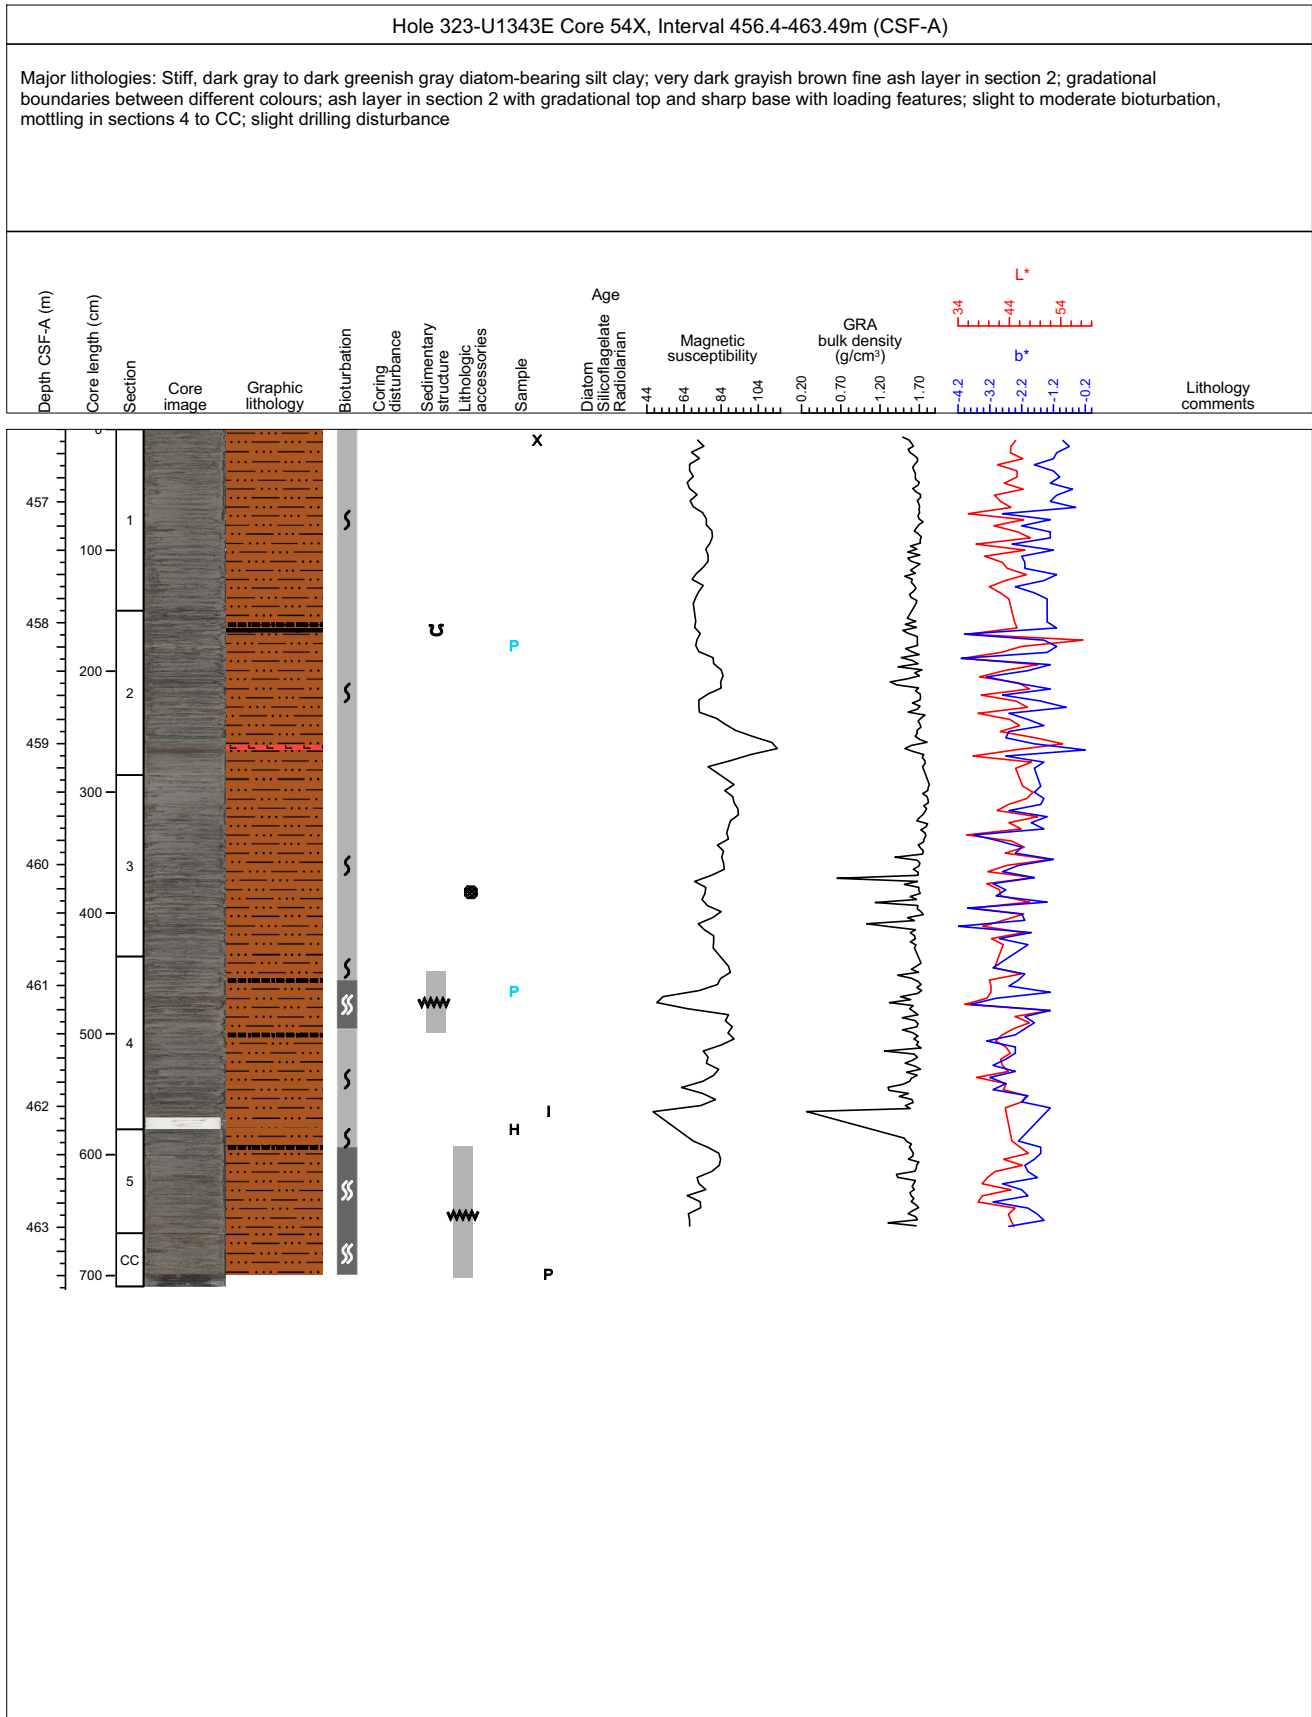 Hole 323-U1343E Core 54X, Interval 456.4-463.49m (CSF-A)
Major lithologies: Stiff, dark gray to dark greenish gray diatom-bearing silt clay; very dark grayish brown fine ash layer in section 2; gradational
boundaries between different colours; ash layer in section 2 with gradational top and sharp base with loading features; slight to moderate bioturbation,
mottling in sections 4 to CC; slight drilling disturbance
Depth CSF-A (m)
Core length (cm)
Section
Core
image
Graphic
lithology
Bioturbation
Coring
disturbance
Sedimentary
structure
Lithologic
accessories
Sample
Age
Diatom
Silicoflagelate
Radiolarian
Magnetic
susceptibility
44
64
84
104
GRA
bulk density
(g/cm³)
0.20
0.70
1.20
1.70
L*
34
44
54
b*
-4.2
-3.2
-2.2
-1.2
-0.2
Lithology
comments
0
X
457
1
100
458
P
200
2
459
300
3
460
400
461
P
500
4
462
I
H
600
5
463
CC
700
P